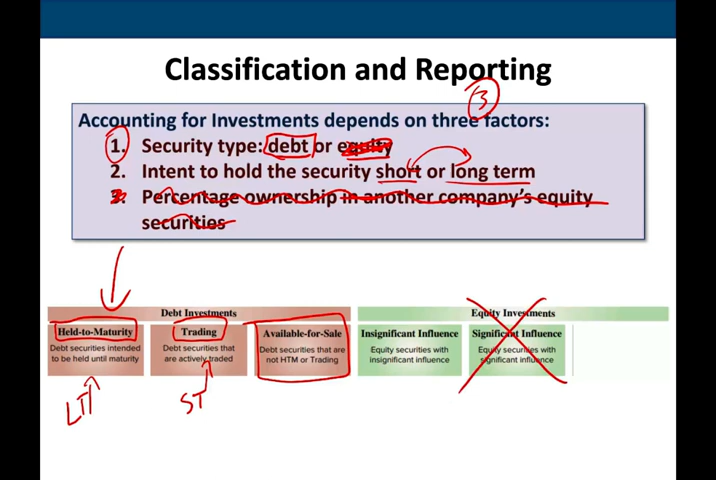 Classification and Reporting
3
Accounting for Investments depends on three factors:
1. Security type: debt or equity
2. Intent to hold the security short or long term
3. Percentage ownership in another company's equity
securities
Debt Investments
Equity Investments
Held-to-Maturity
Debt securities intended
to be held until maturity
Trading
Debt securities that
are actively traded
Available-for-Sale
Debt securities that are
not HTM or Trading
Insignificant Influence
Equity securities with
insignificant influence
Significant Influence
Equity securities with
significant influence
LT
ST